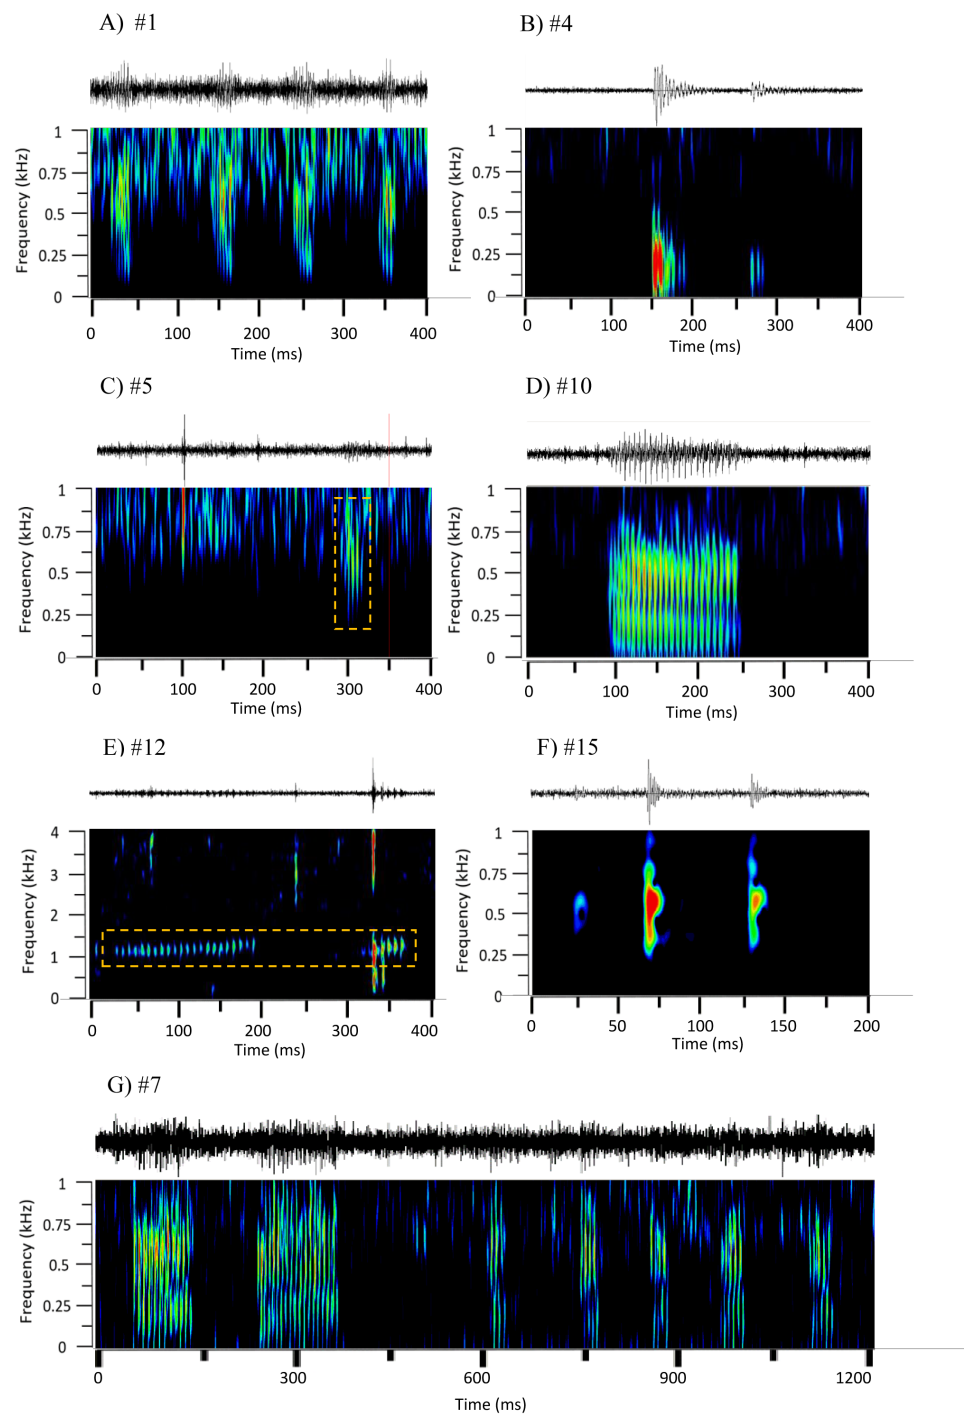 A) #1
B) #4
1
0.75
0.5
0.25
0
Frequency (kHz)
0 100 200 300 400
Time (ms)
1
0.75
0.5
0.25
0
Frequency (kHz)
0 100 200 300 400
Time (ms)
C) #5
D) #10
1
0.75
0.5
0.25
0
Frequency (kHz)
0 100 200 300 400
Time (ms)
1
0.75
0.5
0.25
0
Frequency (kHz)
0 100 200 300 400
Time (ms)
E) #12
F) #15
4
3
2
1
0
Frequency (kHz)
0 100 200 300 400
Time (ms)
1
0.75
0.5
0.25
0
Frequency (kHz)
0 50 100 150 200
Time (ms)
G) #7
1
0.75
0.5
0.25
0
Frequency (kHz)
0 300 600 900 1200
Time (ms)